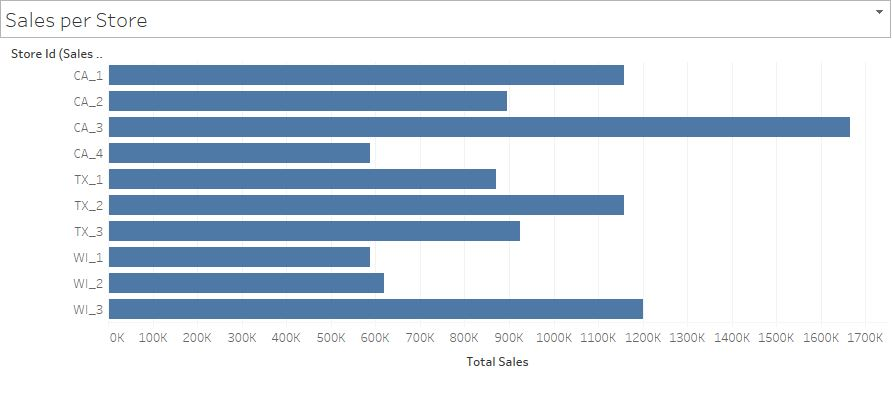 Sales per Store
Store Id (Sales ..
CA_1
CA_2
CA_3
CA_4
TX_1
TX_2
TX_3
WI_1
WI_2
WI_3
0K 100K 200K 300K 400K 500K 600K 700K 800K 900K 1000K 1100K 1200K 1300K 1400K 1500K 1600K 1700K
Total Sales